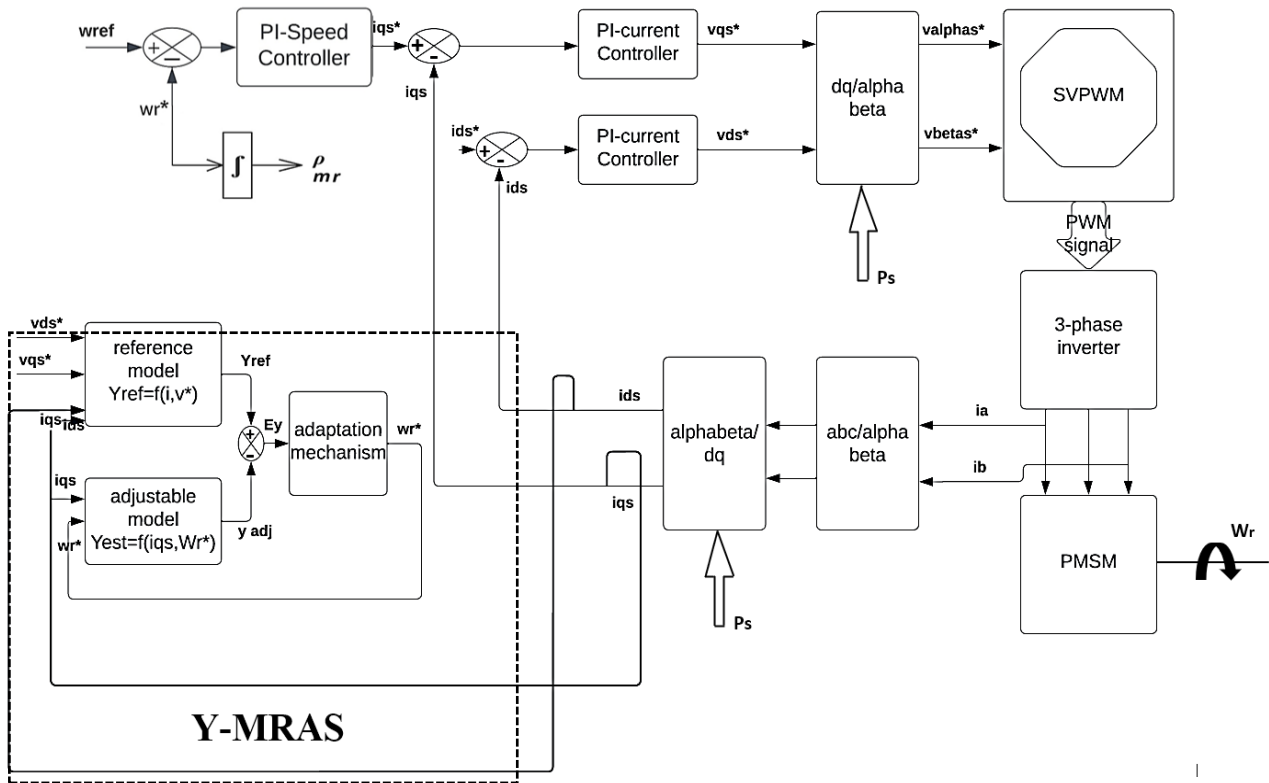 wref
+
−
wr*
PI-Speed
Controller
iqs*
+
-
iqs
∫
ρ
mr
ids*
+
-
ids
PI-current
Controller
vqs*
PI-current
Controller
vds*
dq/alpha
beta
Ps
valphas*
vbetas*
SVPWM
PWM
signal
3-phase
inverter
ia
ib
PMSM
Wr
abc/alpha
beta
alphabeta/
dq
Ps
ids
iqs
vds*
vqs*
iqs
ids
reference
model
Yref=f(i,v*)
Yref
+
-
Ey
adaptation
mechanism
wr*
iqs
wr*
adjustable
model
Yest=f(iqs,Wr*)
y adj
Y-MRAS